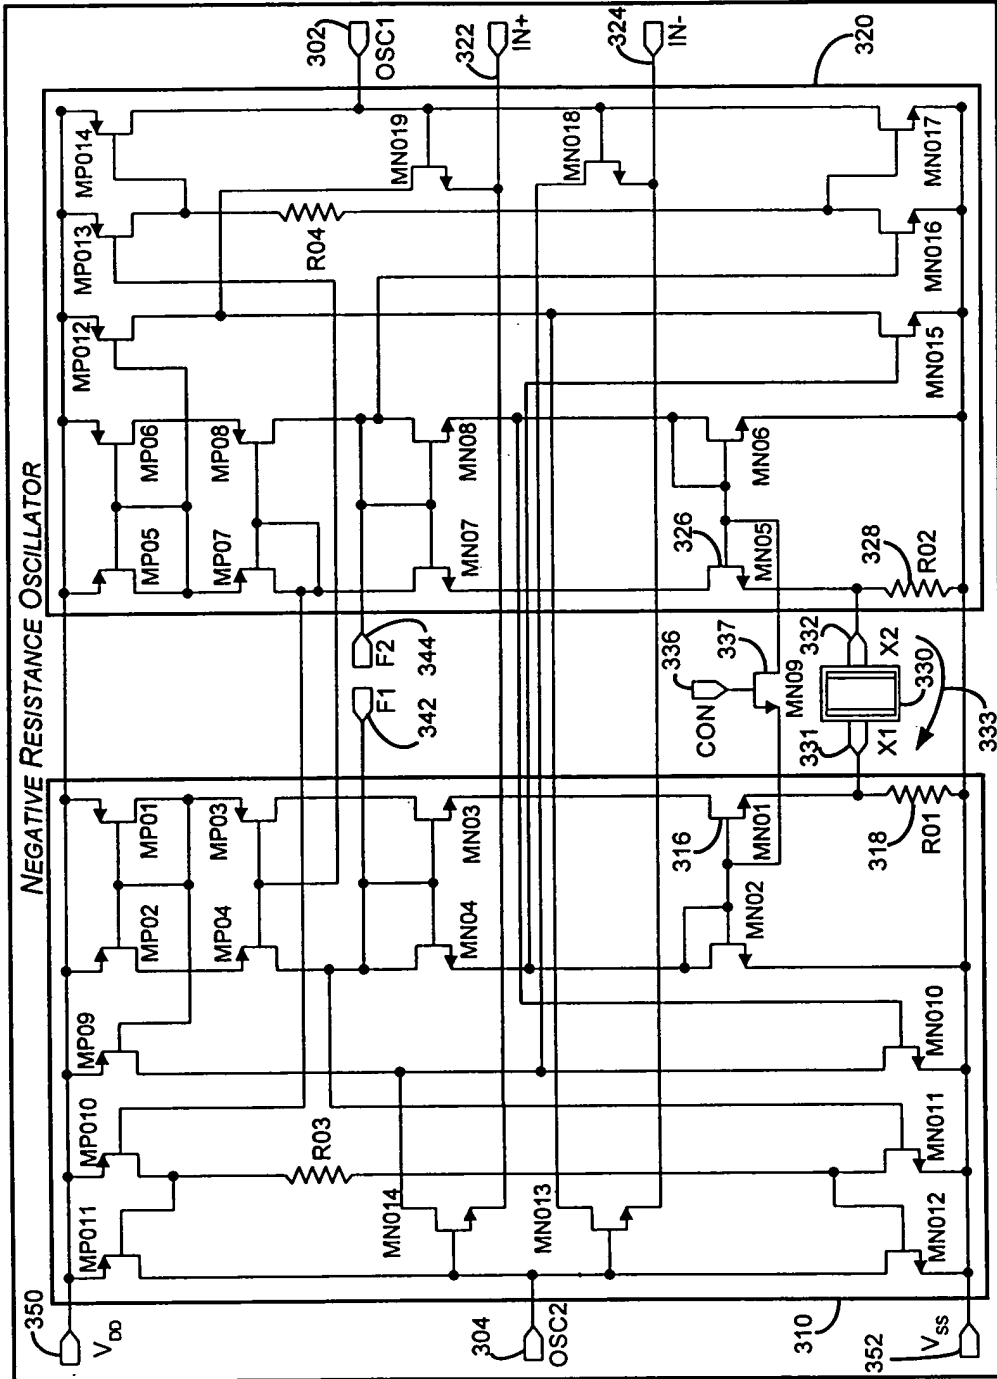 NEGATIVE RESISTANCE OSCILLATOR
350
VDD
MP011
MP010
MP09
MP02
MP01
MP04
MP03
R03
MN014
MN013
304
OSC2
MN04
MN03
MN02
316
MN01
318
R01
MN010
MN011
MN012
310
352
VSS
F1
342
F2
344
336
CON
337
MN09
331
X1
332
X2
330
333
MP05
MP06
MP07
MP08
MN07
MN08
326
MN05
MN06
328
R02
MP012
MP013
MP014
R04
MN019
MN018
MN015
MN016
MN017
302
OSC1
322
IN+
324
IN-
320